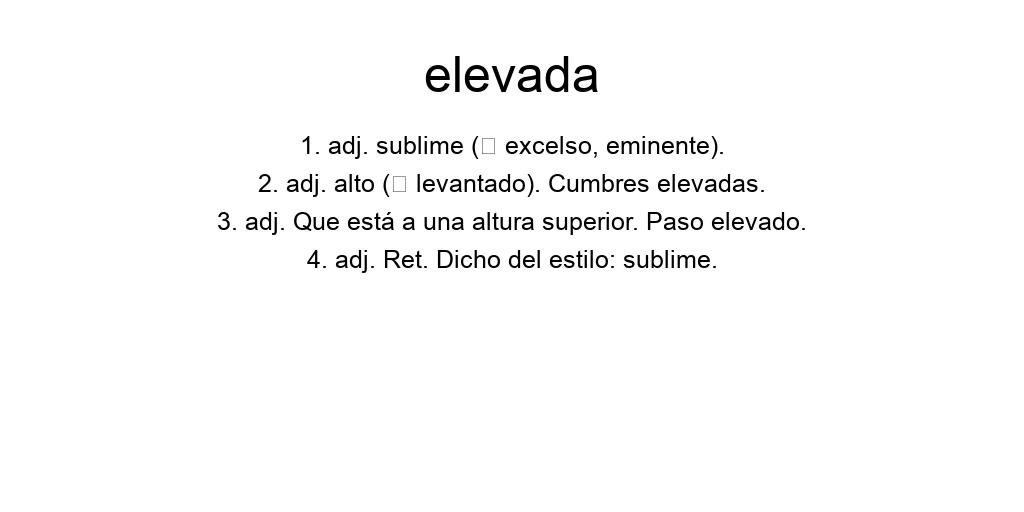 elevada
1. adj. sublime (▯ excelso, eminente).
2. adj. alto (▯ levantado). Cumbres elevadas.
3. adj. Que está a una altura superior. Paso elevado.
4. adj. Ret. Dicho del estilo: sublime.